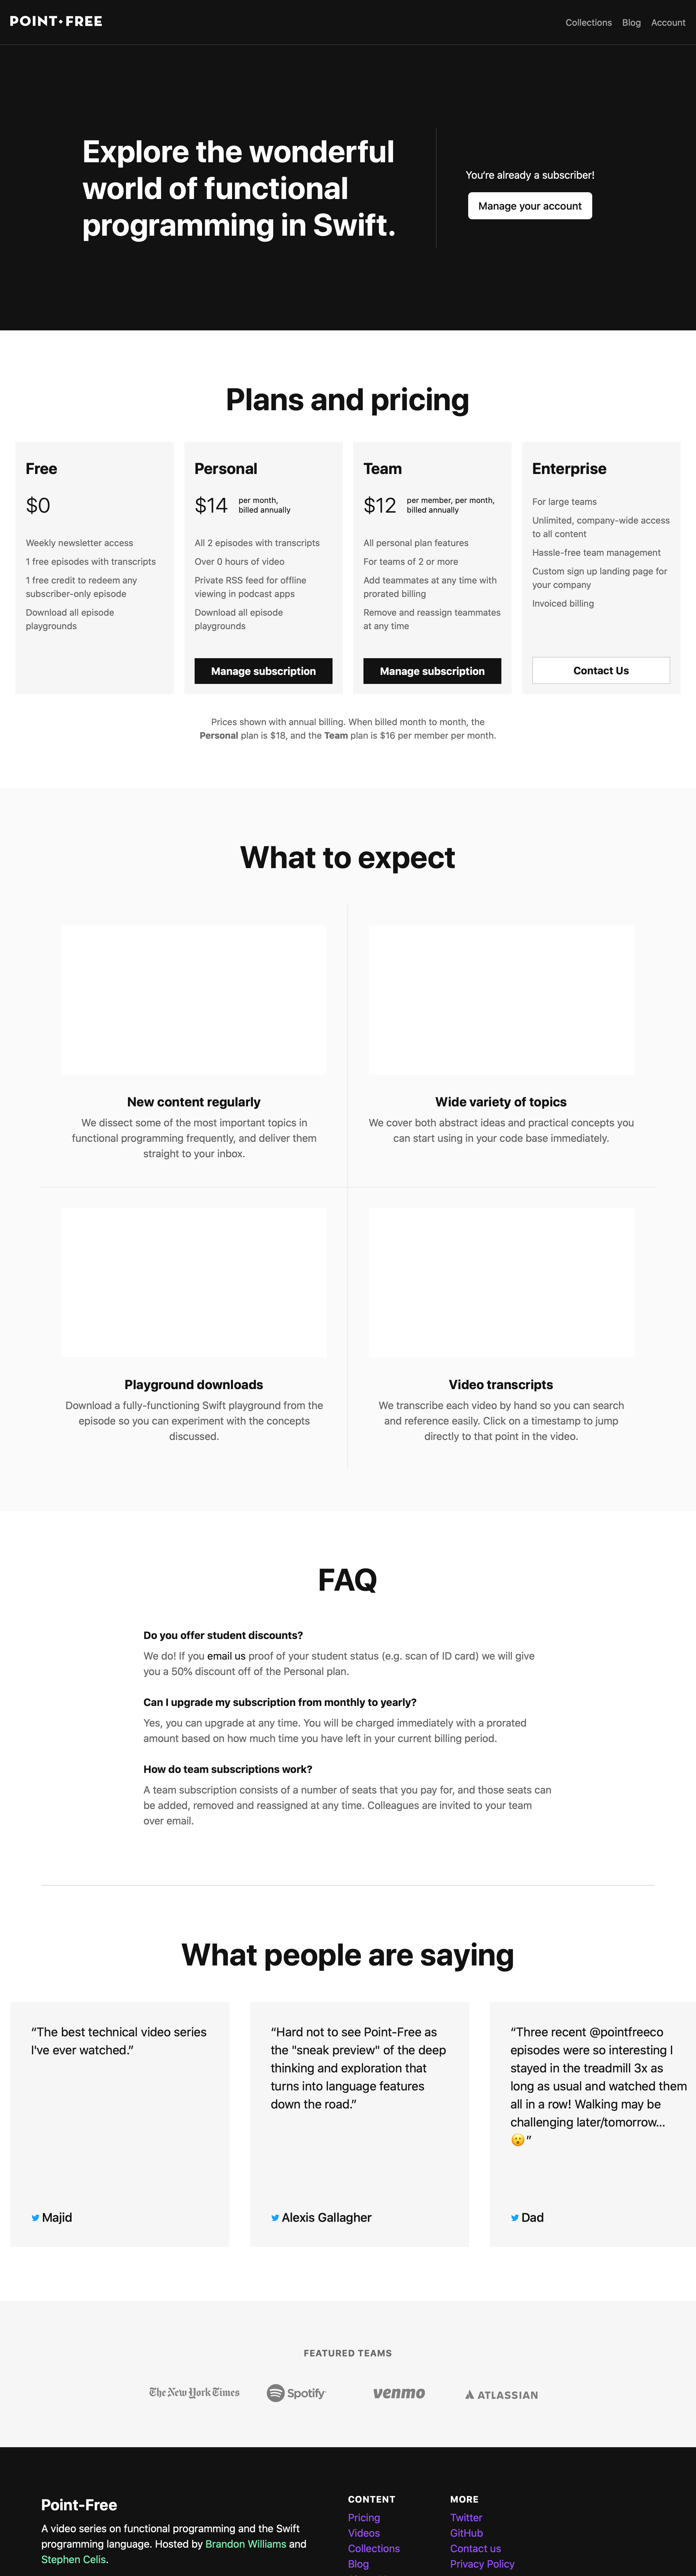 POINT•FREE
Collections Blog Account
Explore the wonderful
world of functional
programming in Swift.
You’re already a subscriber!
Manage your account
Plans and pricing
Free
$0
Weekly newsletter access
1 free episodes with transcripts
1 free credit to redeem any
subscriber-only episode
Download all episode
playgrounds
Personal
$14
per month,
billed annually
All 2 episodes with transcripts
Over 0 hours of video
Private RSS feed for offline
viewing in podcast apps
Download all episode
playgrounds
Manage subscription
Team
$12
per member, per month,
billed annually
All personal plan features
For teams of 2 or more
Add teammates at any time with
prorated billing
Remove and reassign teammates
at any time
Manage subscription
Enterprise
For large teams
Unlimited, company-wide access
to all content
Hassle-free team management
Custom sign up landing page for
your company
Invoiced billing
Contact Us
Prices shown with annual billing. When billed month to month, the
Personal plan is $18, and the Team plan is $16 per member per month.
What to expect
New content regularly
We dissect some of the most important topics in
functional programming frequently, and deliver them
straight to your inbox.
Wide variety of topics
We cover both abstract ideas and practical concepts you
can start using in your code base immediately.
Playground downloads
Download a fully-functioning Swift playground from the
episode so you can experiment with the concepts
discussed.
Video transcripts
We transcribe each video by hand so you can search
and reference easily. Click on a timestamp to jump
directly to that point in the video.
FAQ
Do you offer student discounts?
We do! If you email us proof of your student status (e.g. scan of ID card) we will give
you a 50% discount off of the Personal plan.
Can I upgrade my subscription from monthly to yearly?
Yes, you can upgrade at any time. You will be charged immediately with a prorated
amount based on how much time you have left in your current billing period.
How do team subscriptions work?
A team subscription consists of a number of seats that you pay for, and those seats can
be added, removed and reassigned at any time. Colleagues are invited to your team
over email.
What people are saying
“The best technical video series
I've ever watched.”
Majid
“Hard not to see Point-Free as
the "sneak preview" of the deep
thinking and exploration that
turns into language features
down the road.”
Alexis Gallagher
“Three recent @pointfreeco
episodes were so interesting I
stayed in the treadmill 3x as
long as usual and watched them
all in a row! Walking may be
challenging later/tomorrow…
😮”
Dad
FEATURED TEAMS
The New York Times
Spotify
venmo
ATLASSIAN
Point-Free
A video series on functional programming and the Swift
programming language. Hosted by Brandon Williams and
Stephen Celis.
CONTENT
Pricing
Videos
Collections
Blog
MORE
Twitter
GitHub
Contact us
Privacy Policy